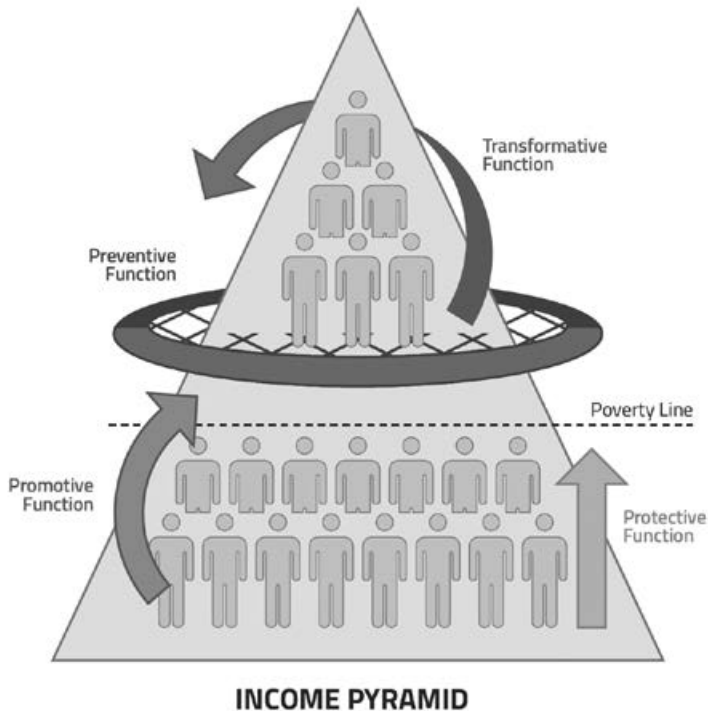 Transformative
Function
Preventive
Function
Poverty Line
Promotive
Function
Protective
Function
INCOME PYRAMID